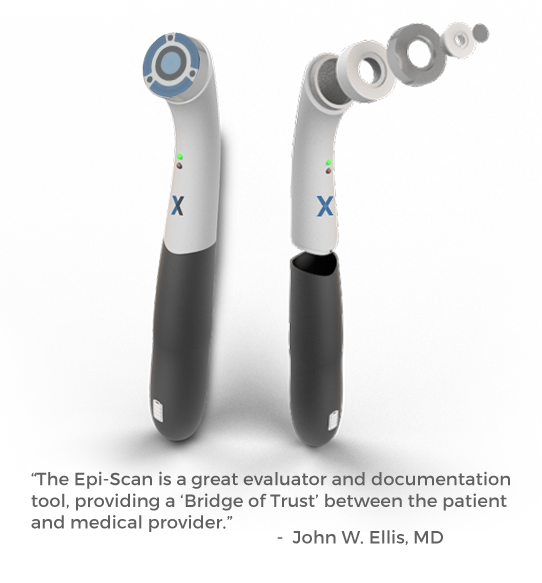 X
X
“The Epi-Scan is a great evaluator and documentation
tool, providing a ‘Bridge of Trust’ between the patient
and medical provider.”
- John W. Ellis, MD